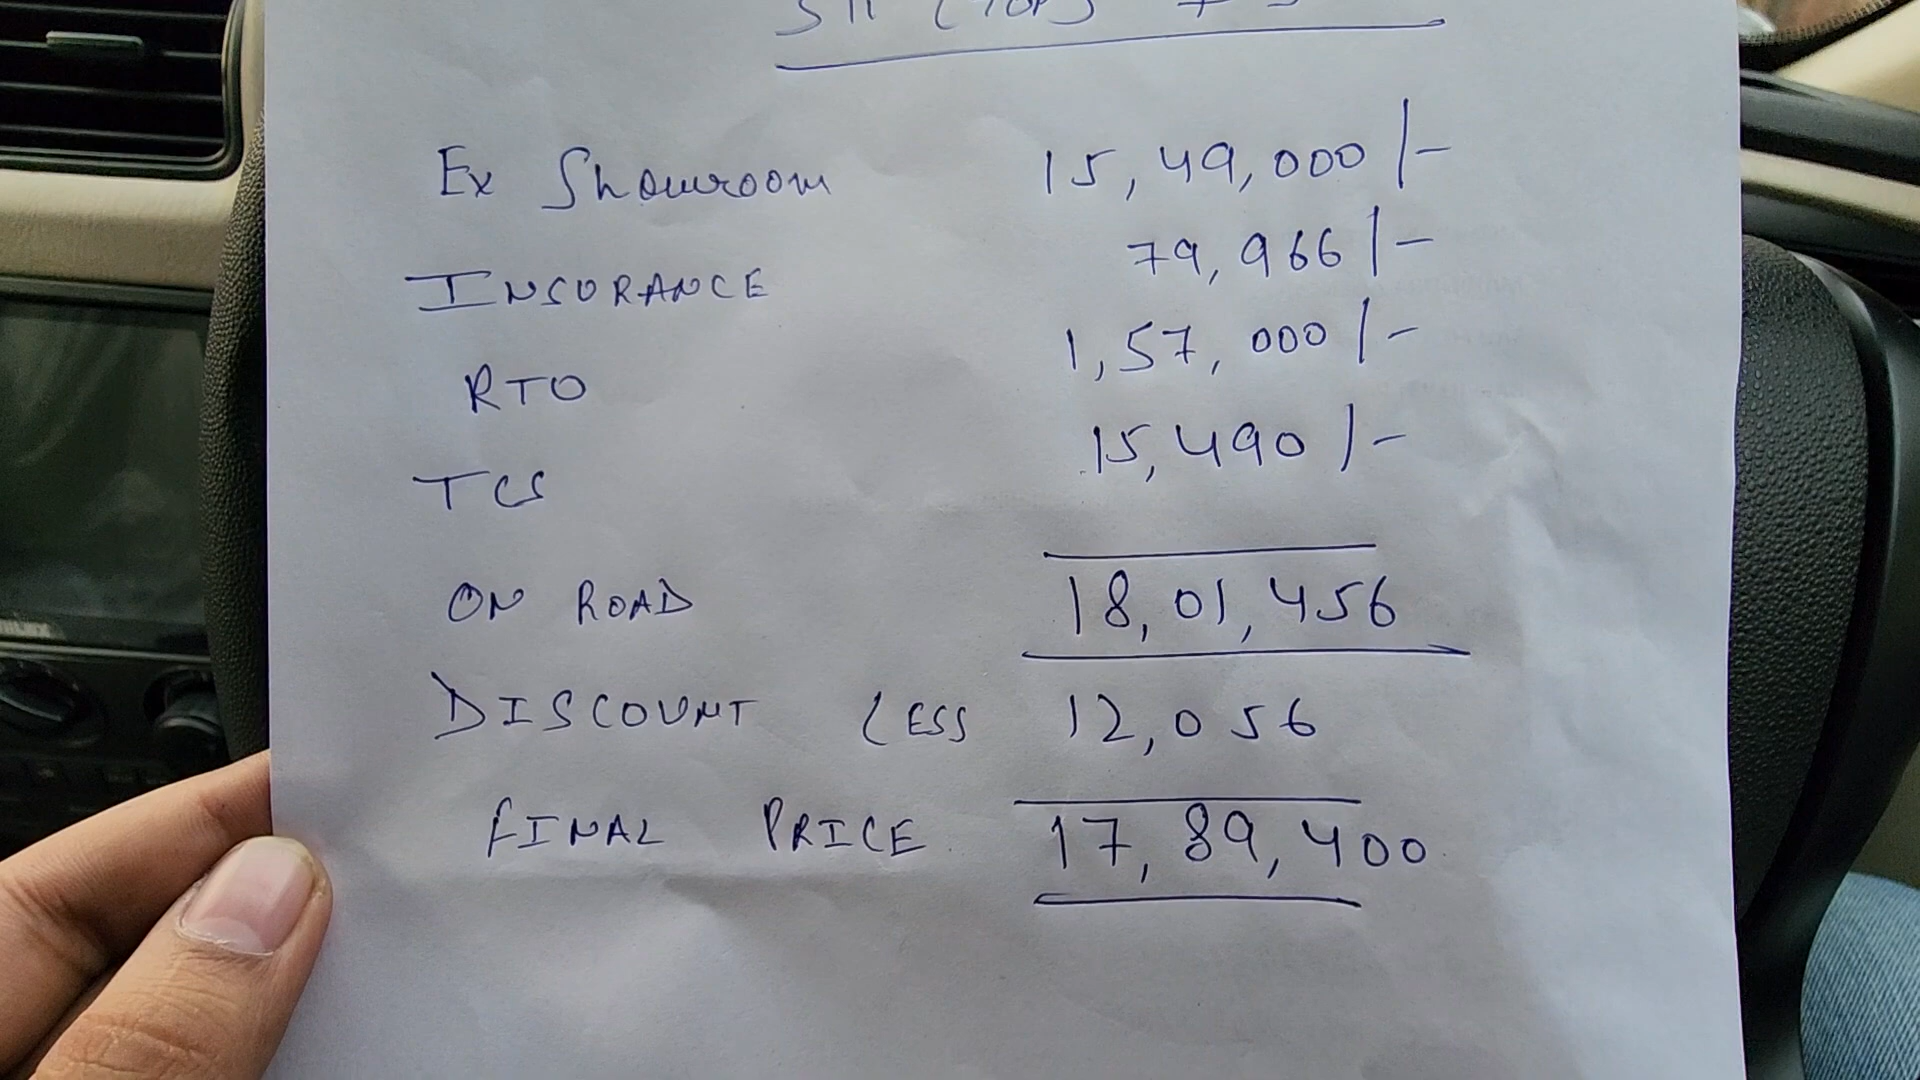 Ex Showroom 15,49,000/-
INSURANCE 79,966/-
RTO 1,57,000/-
TCS 15,490/-
ON ROAD 18,01,456
DISCOUNT LESS 12,056
FINAL PRICE 17,89,400